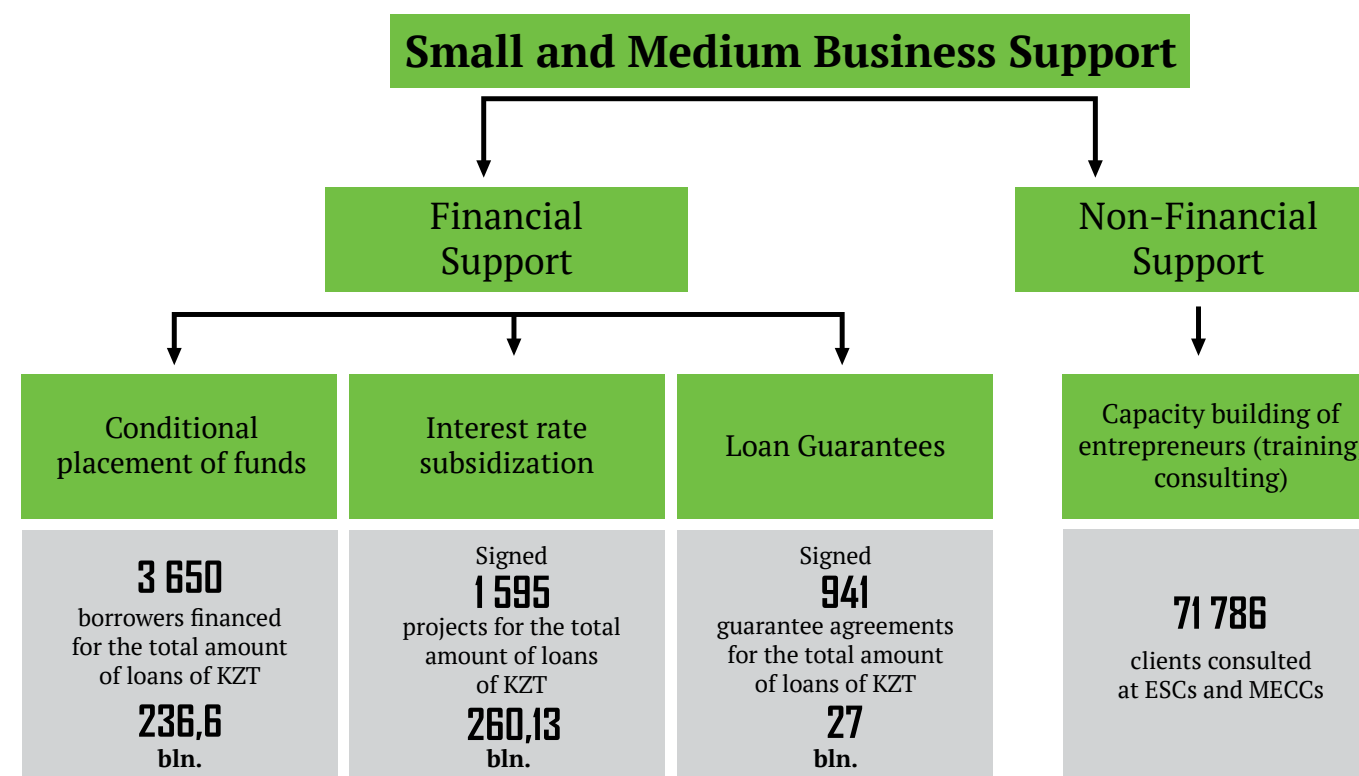 Small and Medium Business Support
Financial
Support
Non-Financial
Support
Conditional
placement of funds
Interest rate
subsidization
Loan Guarantees
Capacity building of
entrepreneurs (training
consulting)
3 650
borrowers financed
for the total amount
of loans of KZT
236,6
bln.
Signed
1 595
projects for the total
amount of loans
of KZT
260,13
bln.
Signed
941
guarantee agreements
for the total amount
of loans of KZT
27
bln.
71 786
clients consulted
at ESCs and MECCs